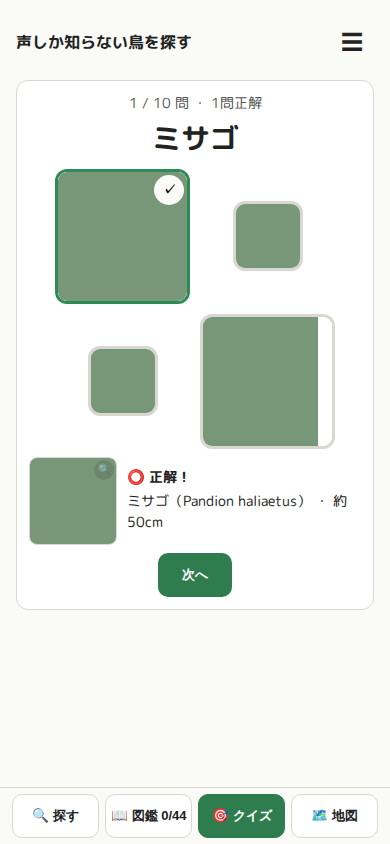 声しか知らない鳥を探す
☰
1 / 10 問 · 1問正解
ミサゴ
✓
⭕ 正解！
ミサゴ（Pandion haliaetus） · 約
50cm
次へ
🔍 探す
📖 図鑑 0/44
🎯 クイズ
🗺️ 地図